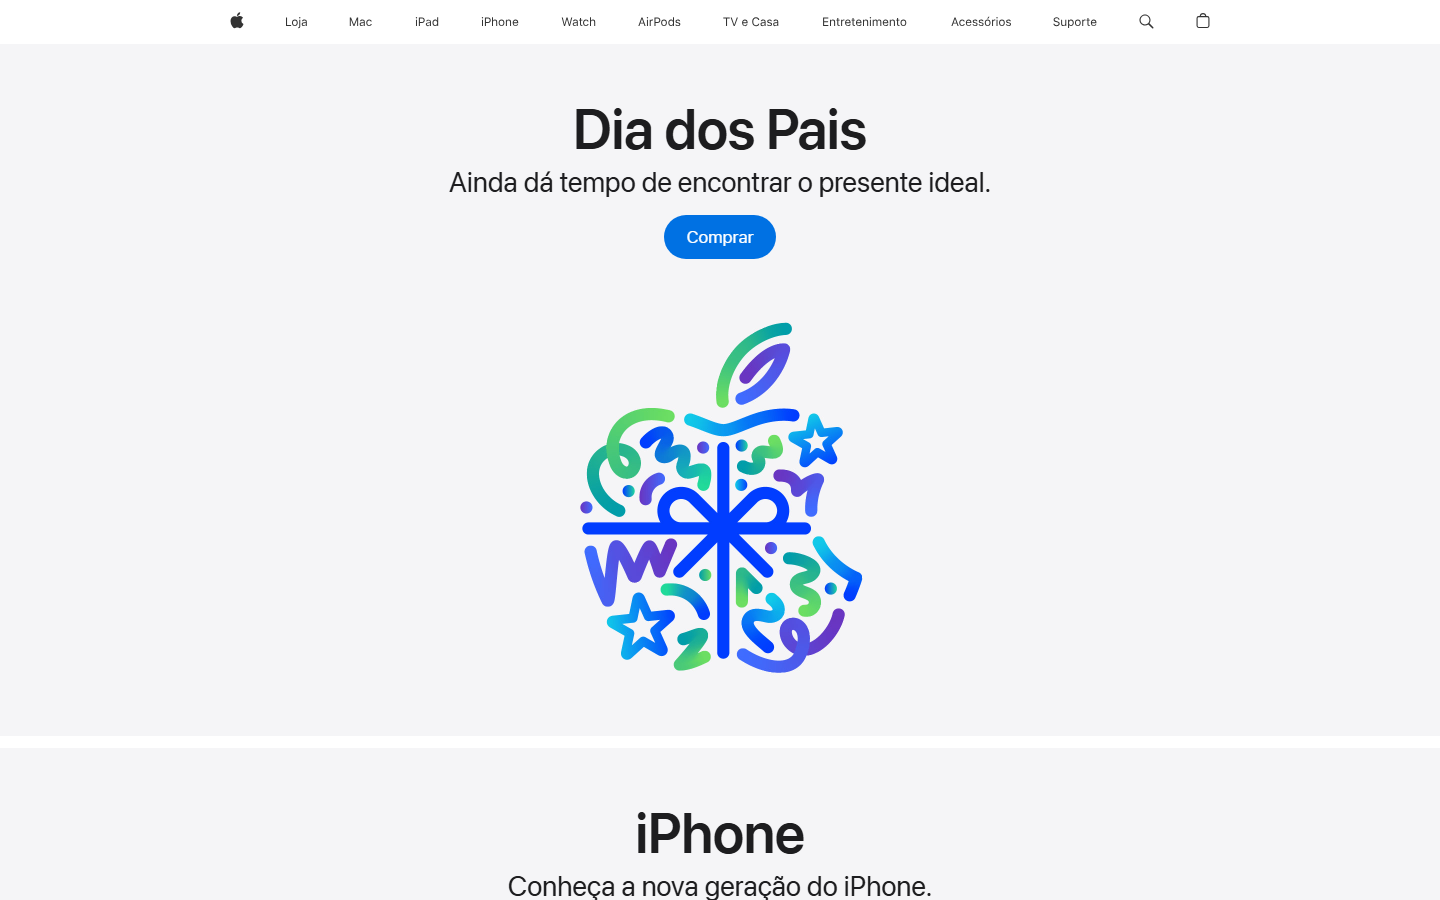 Loja Mac iPad iPhone Watch AirPods TV e Casa Entretenimento Acessórios Suporte
Dia dos Pais
Ainda dá tempo de encontrar o presente ideal.
Comprar
iPhone
Conheça a nova geração do iPhone.